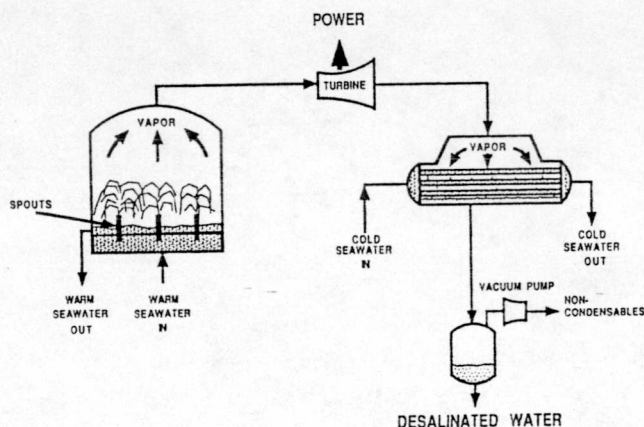 POWER
TURBINE
VAPOR
VAPOR
SPOUTS
COLD
SEAWATER
IN
COLD
SEAWATER
OUT
WARM
SEAWATER
OUT
WARM
SEAWATER
IN
VACUUM PUMP
NON-
CONDENSABLES
DESALINATED WATER